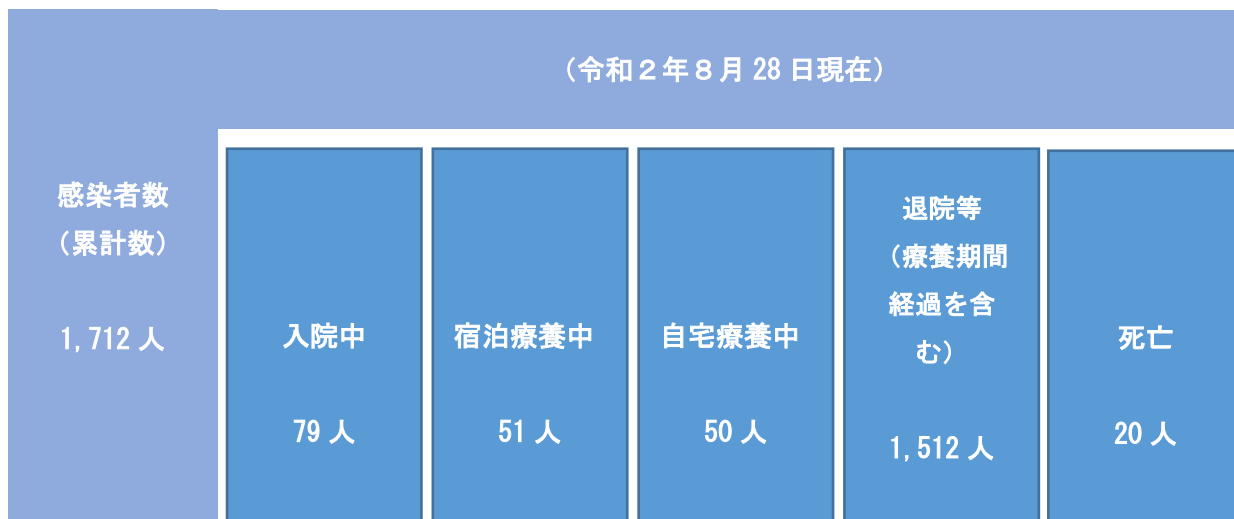 （令和２年８月 28 日現在）
感染者数
（累計数）
1,712 人
入院中
79 人
宿泊療養中
51 人
自宅療養中
50 人
退院等
（療養期間
経過を含
む）
1,512 人
死亡
20 人